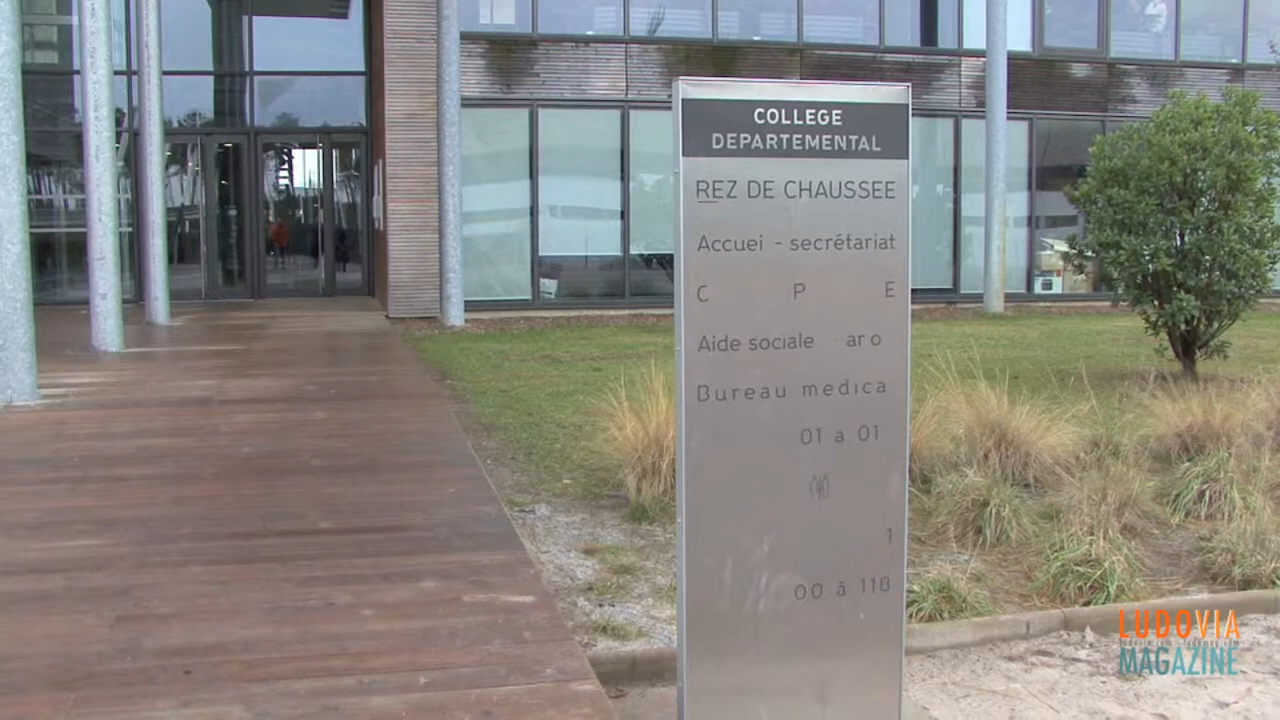 COLLEGE
DEPARTEMENTAL
REZ DE CHAUSSEE
Accuei - secrétariat
C P E
Aide sociale ar o
Bureau medica
01 a 01
1
00 à 118
LUDOVIA
MAGAZINE